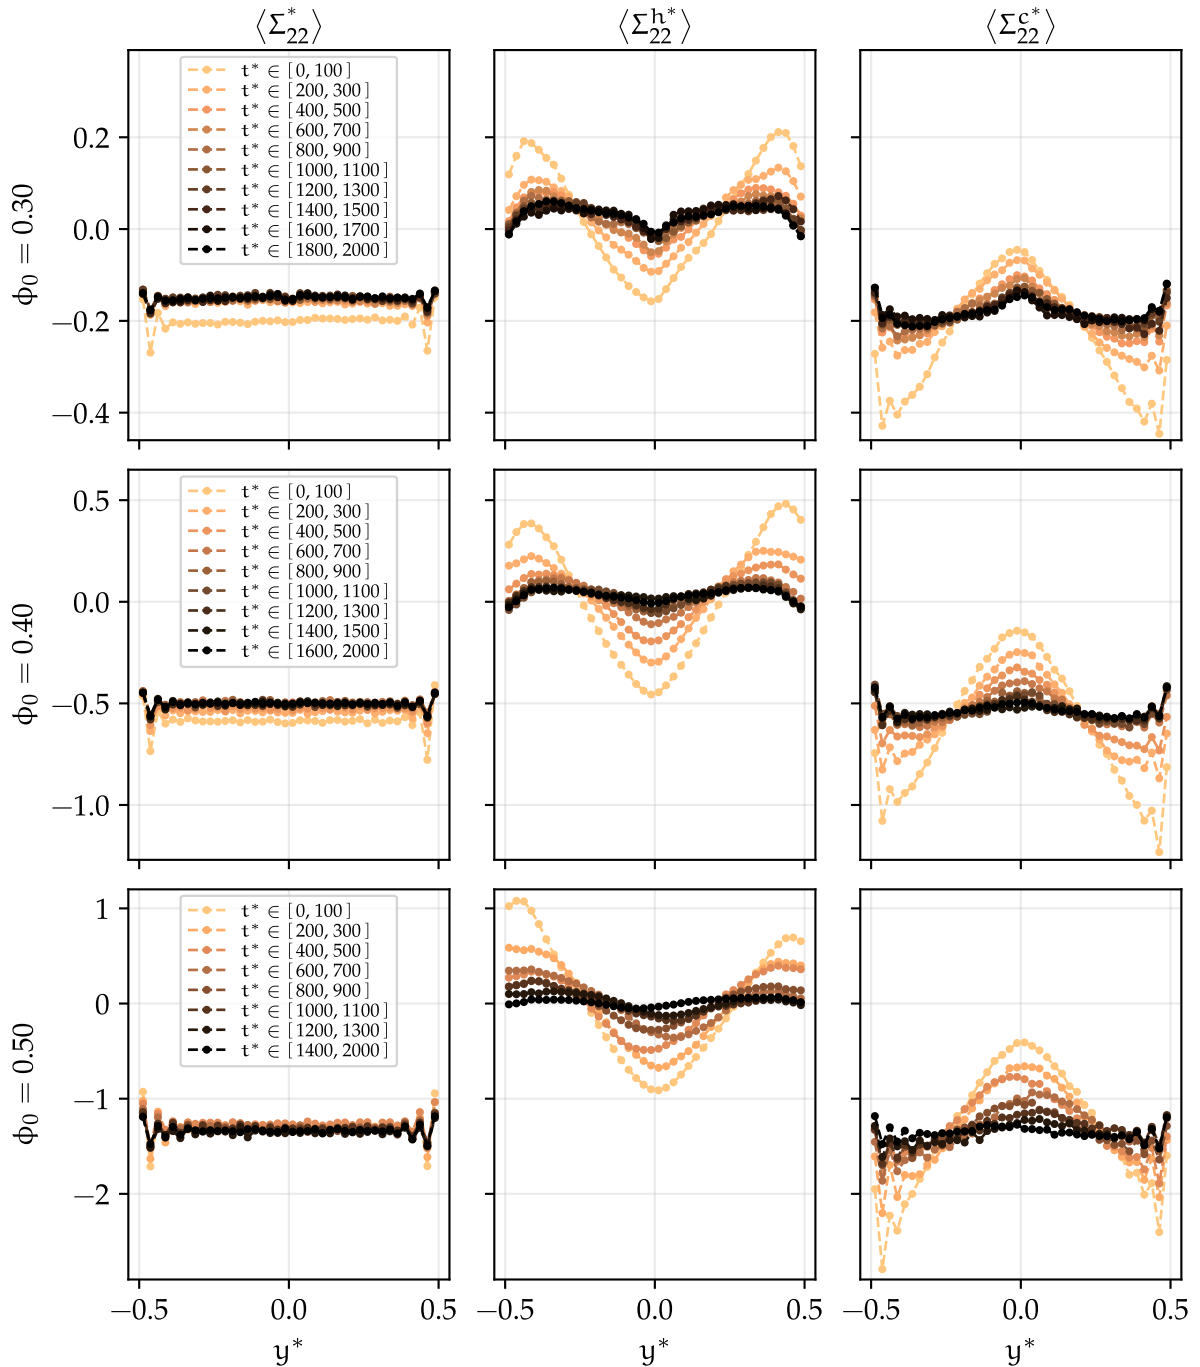 ⟨Σ*22⟩ ⟨Σh*22⟩ ⟨Σc*22⟩
t* ∈ [0, 100]
t* ∈ [200, 300]
t* ∈ [400, 500]
t* ∈ [600, 700]
t* ∈ [800, 900]
t* ∈ [1000, 1100]
t* ∈ [1200, 1300]
t* ∈ [1400, 1500]
t* ∈ [1600, 1700]
t* ∈ [1800, 2000]
0.2
0.0
−0.2
−0.4
ϕ0 = 0.30
t* ∈ [0, 100]
t* ∈ [200, 300]
t* ∈ [400, 500]
t* ∈ [600, 700]
t* ∈ [800, 900]
t* ∈ [1000, 1100]
t* ∈ [1200, 1300]
t* ∈ [1400, 1500]
t* ∈ [1600, 2000]
0.5
0.0
−0.5
−1.0
ϕ0 = 0.40
t* ∈ [0, 100]
t* ∈ [200, 300]
t* ∈ [400, 500]
t* ∈ [600, 700]
t* ∈ [800, 900]
t* ∈ [1000, 1100]
t* ∈ [1200, 1300]
t* ∈ [1400, 2000]
1
0
−1
−2
ϕ0 = 0.50
−0.5 0.0 0.5 −0.5 0.0 0.5 −0.5 0.0 0.5
y* y* y*